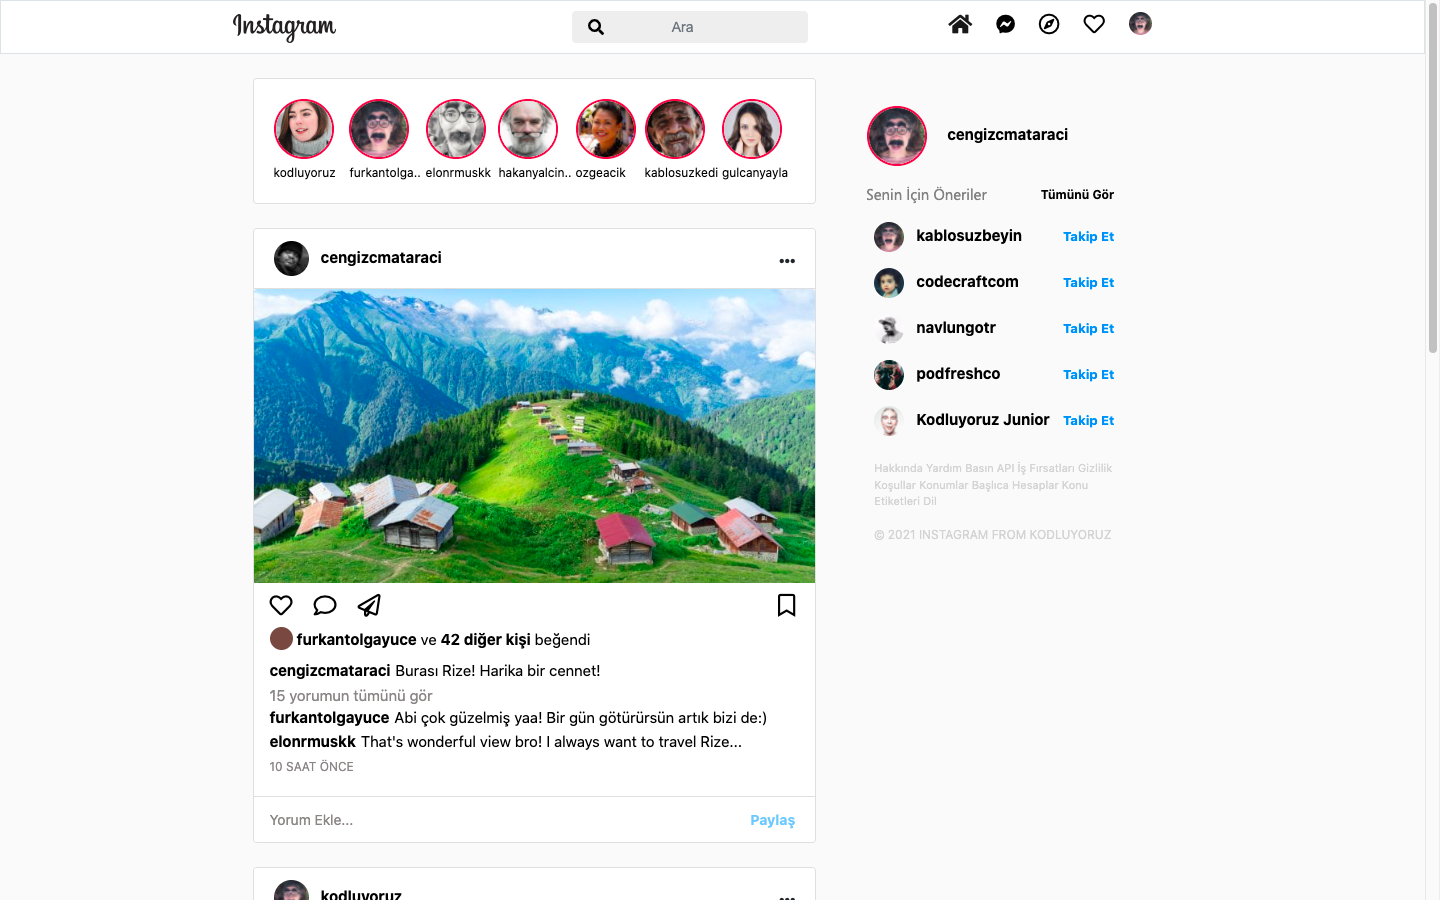 Instagram
Ara
kodluyoruz
furkantolga..
elonrmuskk
hakanyalcin..
ozgeacik
kablosuzkedi
gulcanyayla
cengizcmataraci
furkantolgayuce ve 42 diğer kişi beğendi
cengizcmataraci Burası Rize! Harika bir cennet!
15 yorumun tümünü gör
furkantolgayuce Abi çok güzelmiş yaa! Bir gün götürürsün artık bizi de:)
elonrmuskk That's wonderful view bro! I always want to travel Rize...
10 SAAT ÖNCE
Yorum Ekle...
Paylaş
kodluyoruz
cengizcmataraci
Senin İçin Öneriler
Tümünü Gör
kablosuzbeyin
Takip Et
codecraftcom
Takip Et
navlungotr
Takip Et
podfreshco
Takip Et
Kodluyoruz Junior
Takip Et
Hakkında Yardım Basın API İş Fırsatları Gizlilik
Koşullar Konumlar Başlıca Hesaplar Konu
Etiketleri Dil
© 2021 INSTAGRAM FROM KODLUYORUZ